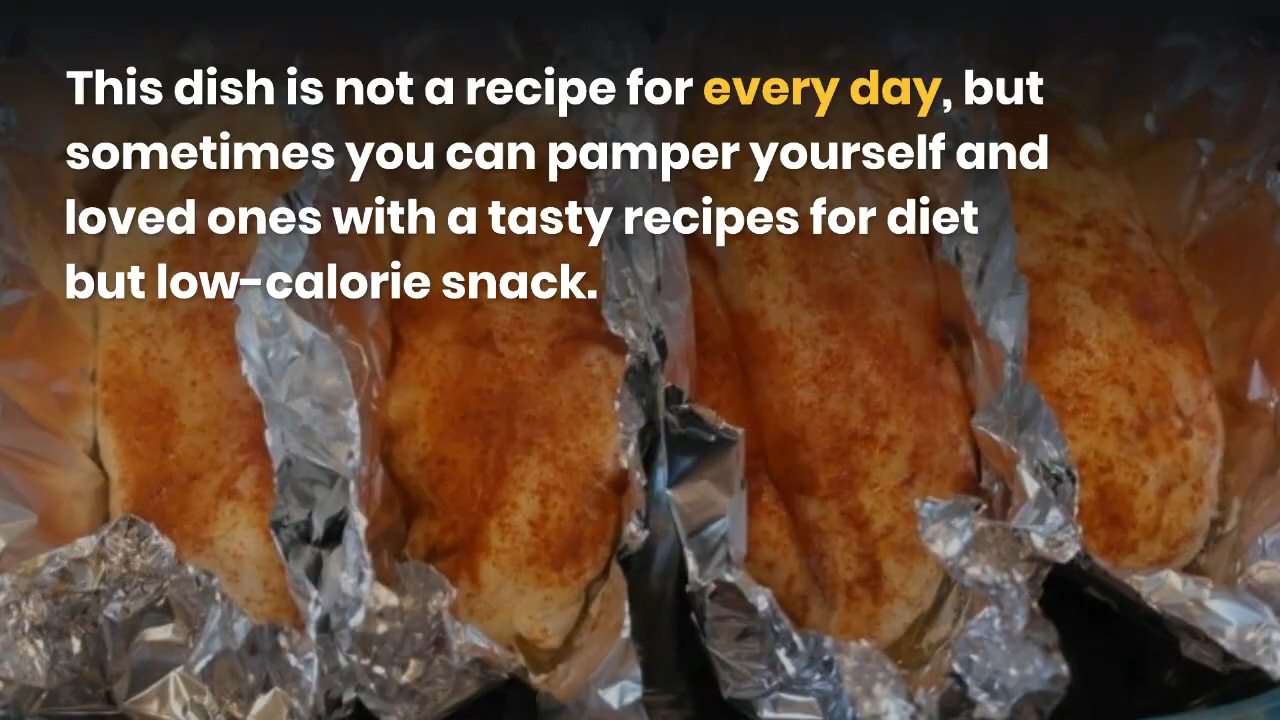 This dish is not a recipe for every day, but
sometimes you can pamper yourself and
loved ones with a tasty recipes for diet
but low-calorie snack.